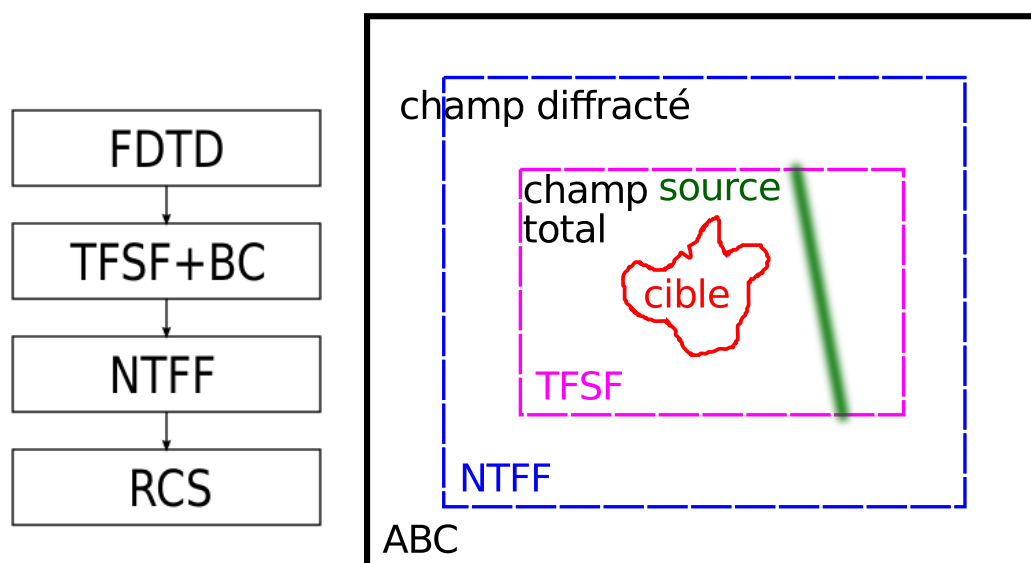 FDTD
TFSF+BC
NTFF
RCS
champ diffracté
champ source
total
cible
TFSF
NTFF
ABC